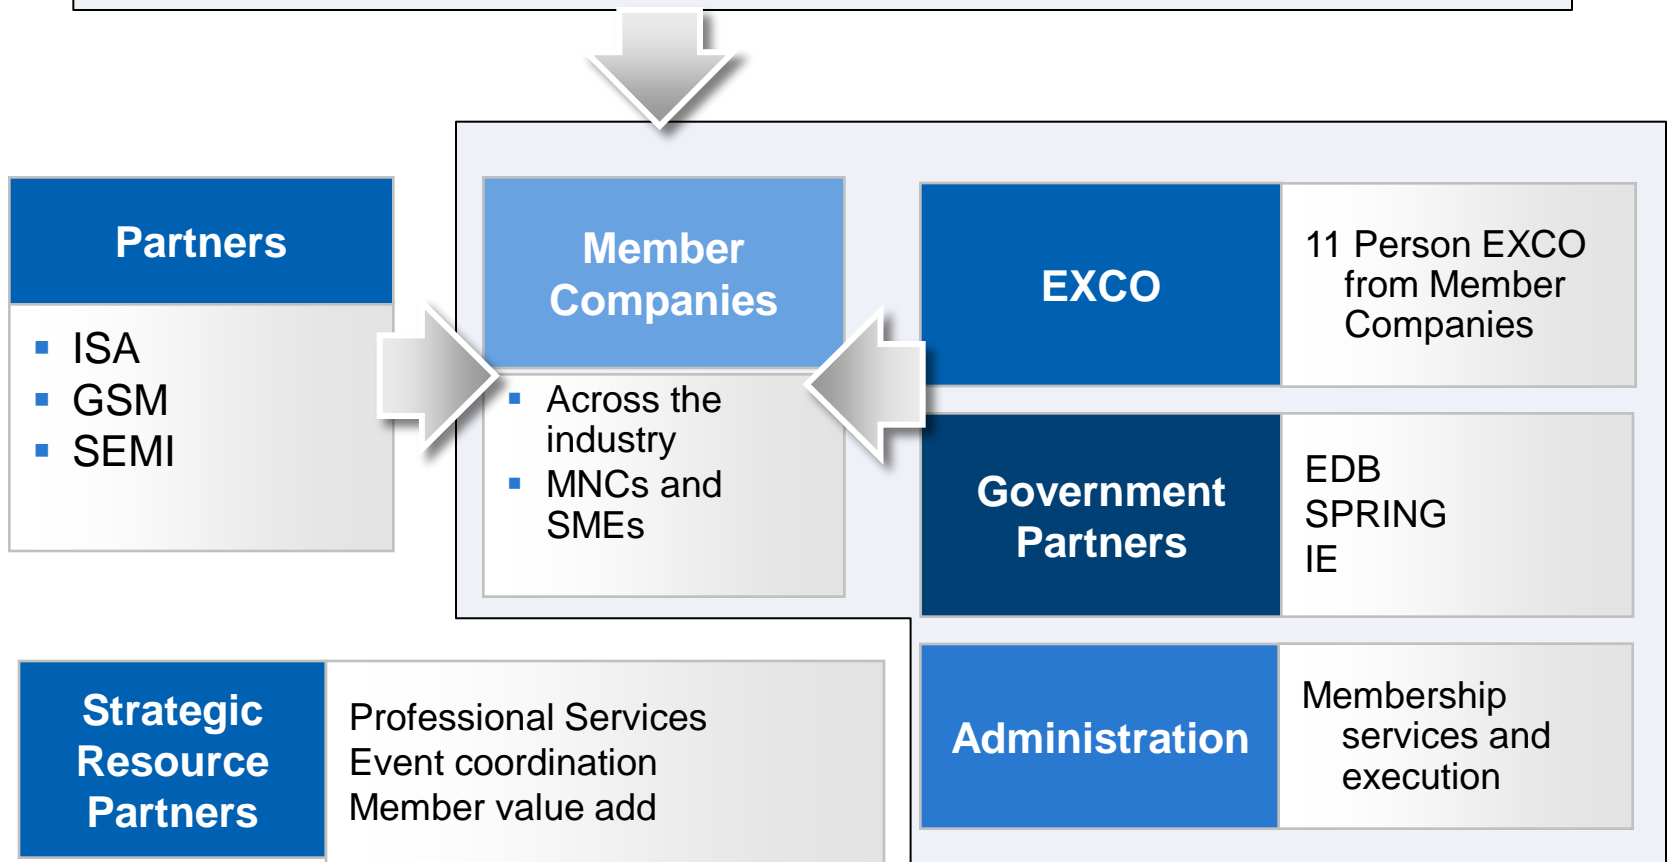 Partners
ISA
GSM
SEMI
Member
Companies
Across the
industry
MNCs and
SMEs
EXCO
11 Person EXCO
from Member
Companies
Government
Partners
EDB
SPRING
IE
Administration
Membership
services and
execution
Strategic
Resource
Partners
Professional Services
Event coordination
Member value add